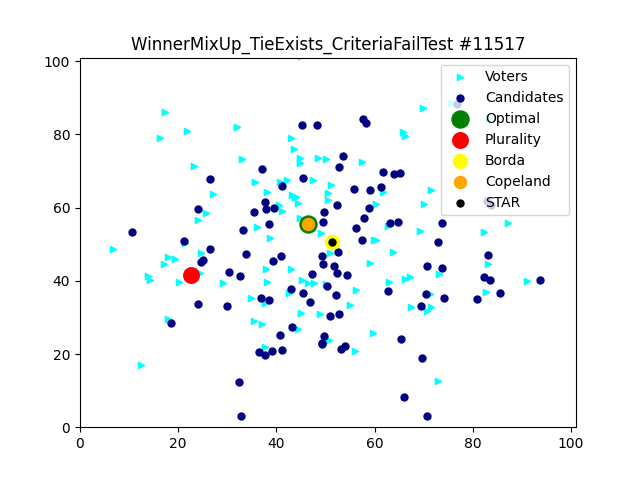 WinnerMixUp_TieExists_CriteriaFailTest #11517
100
80
60
40
20
0
0
20
40
60
80
100
Voters
Candidates
Optimal
Plurality
Borda
Copeland
STAR